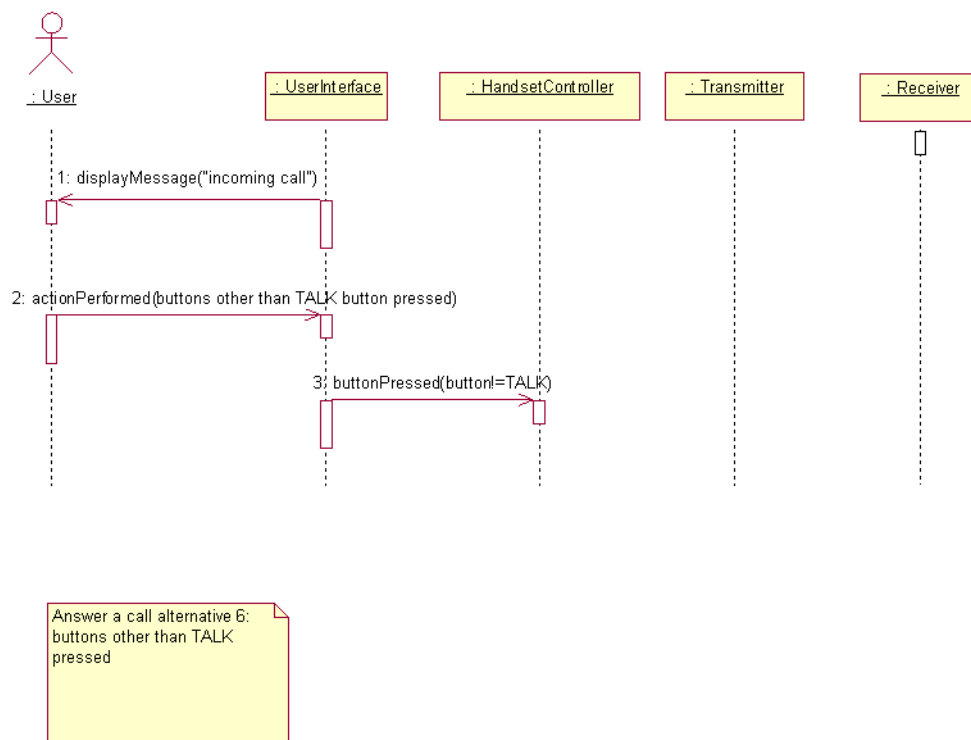 : User
: UserInterface
: HandsetController
: Transmitter
: Receiver
1: displayMessage("incoming call")
2: actionPerformed(buttons other than TALK button pressed)
3: buttonPressed(button!=TALK)
Answer a call alternative 6:
buttons other than TALK
pressed